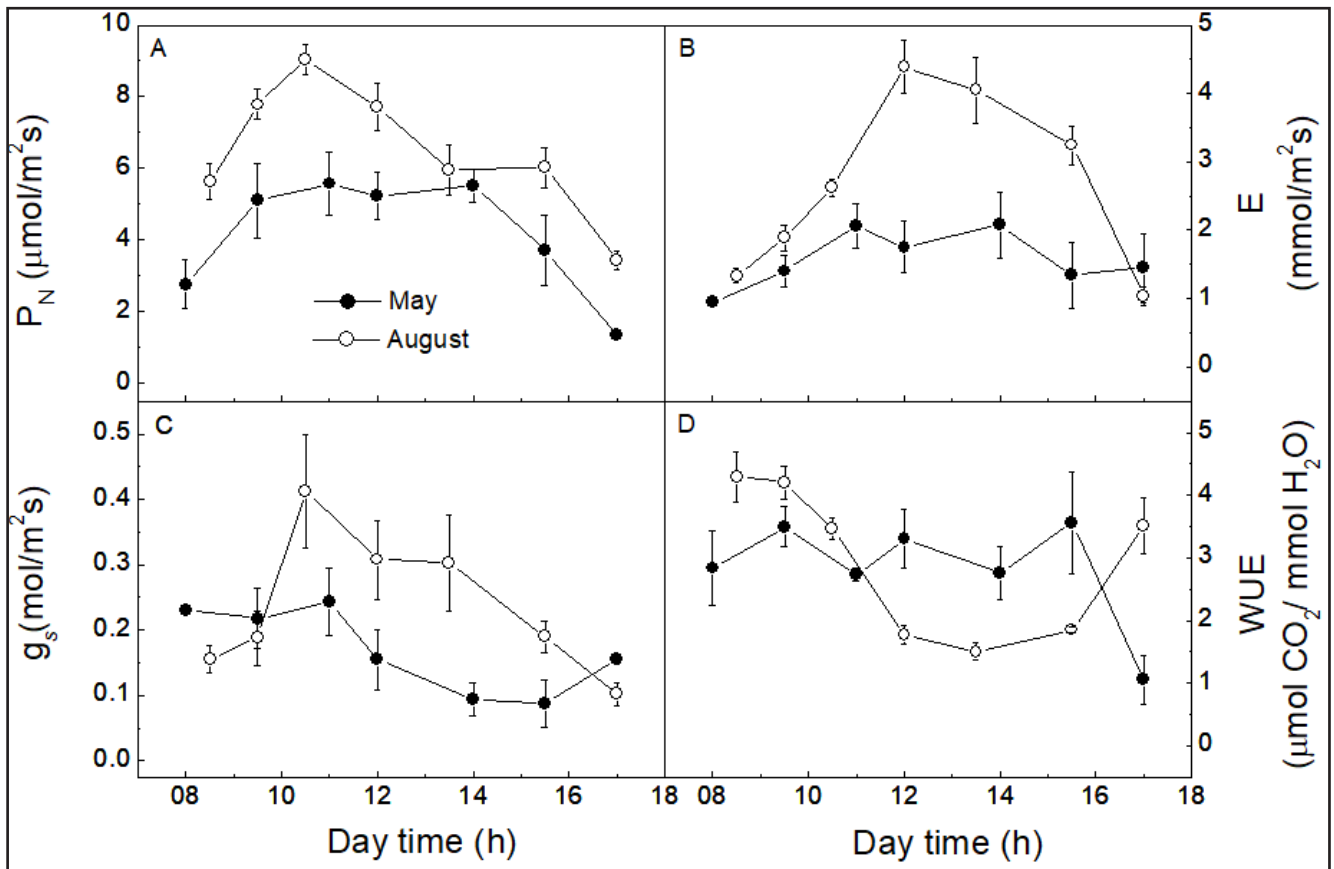 A
10
8
6
4
2
0
P_N (μmol/m²s)
May
August
B
5
4
3
2
1
0
E
(mmol/m²s)
C
0.5
0.4
0.3
0.2
0.1
0.0
g_s(mol/m²s)
08 10 12 14 16 18
Day time (h)
D
5
4
3
2
1
0
WUE
(μmol CO₂/ mmol H₂O)
08 10 12 14 16 18
Day time (h)